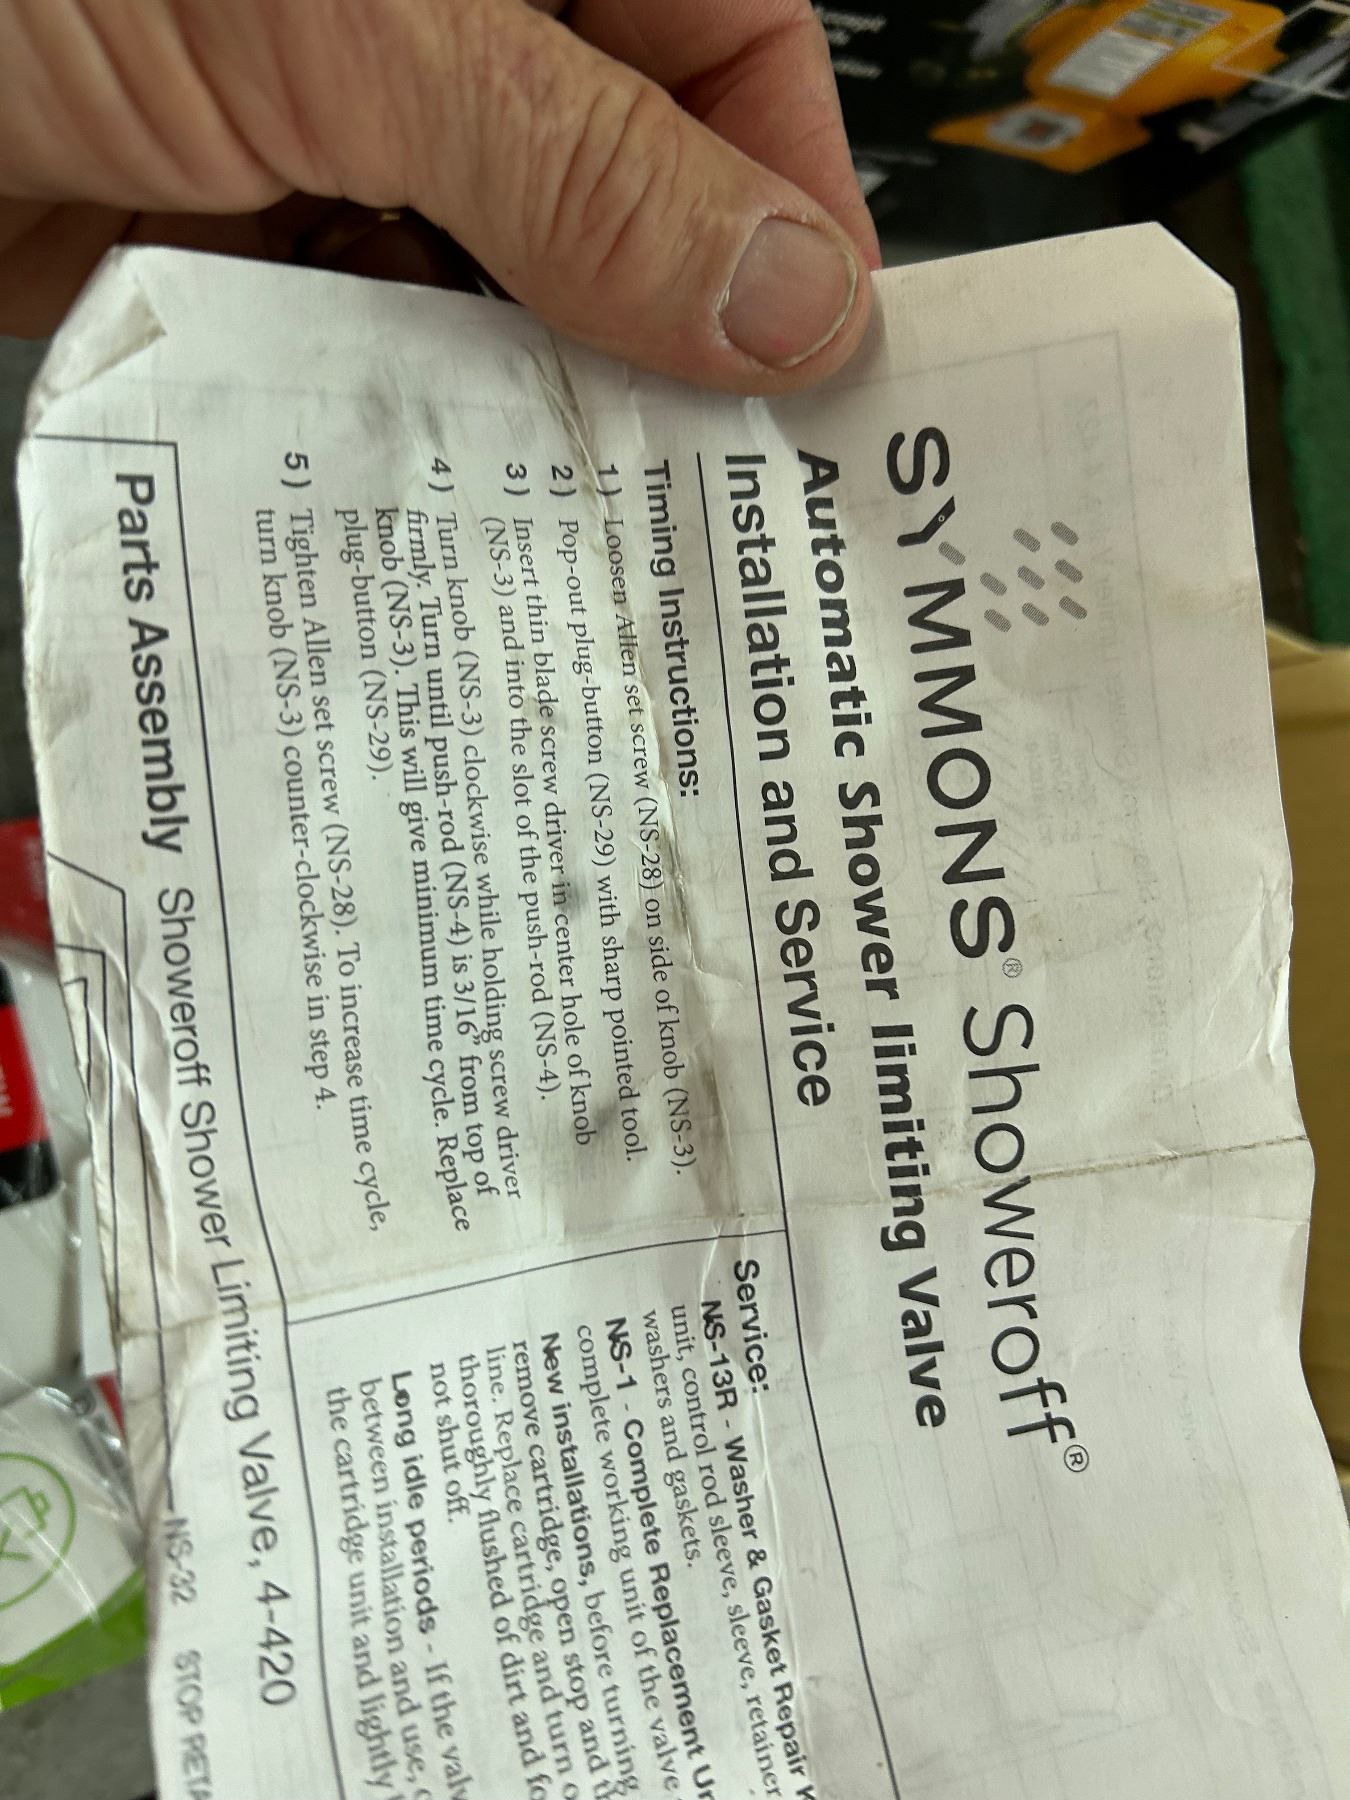 SYMMONS® Showeroff®
Automatic Shower limiting Valve
Installation and Service
Timing Instructions:
1) Loosen Allen set screw (NS-28) on side of knob (NS-3).
2) Pop-out plug-button (NS-29) with sharp pointed tool.
3) Insert thin blade screw driver in center hole of knob
(NS-3) and into the slot of the push-rod (NS-4).
4) Turn knob (NS-3) clockwise while holding screw driver
firmly. Turn until push-rod (NS-4) is 3/16” from top of
knob (NS-3). This will give minimum time cycle. Replace
plug-button (NS-29).
5) Tighten Allen set screw (NS-28). To increase time cycle,
turn knob (NS-3) counter-clockwise in step 4.
Service:
NS-13R - Washer & Gasket Repair
unit, control rod sleeve, sleeve, retainer
washers and gaskets.
NS-1 - Complete Replacement
complete working unit of the valve
New installations, before turning
remove cartridge, open stop and
line. Replace cartridge and turn
thoroughly flushed of dirt and
not shut off.
Long idle periods - If the
between installation and use,
the cartridge unit and lightly
Parts Assembly Showeroff Shower Limiting Valve, 4-420
NS-32 STOP